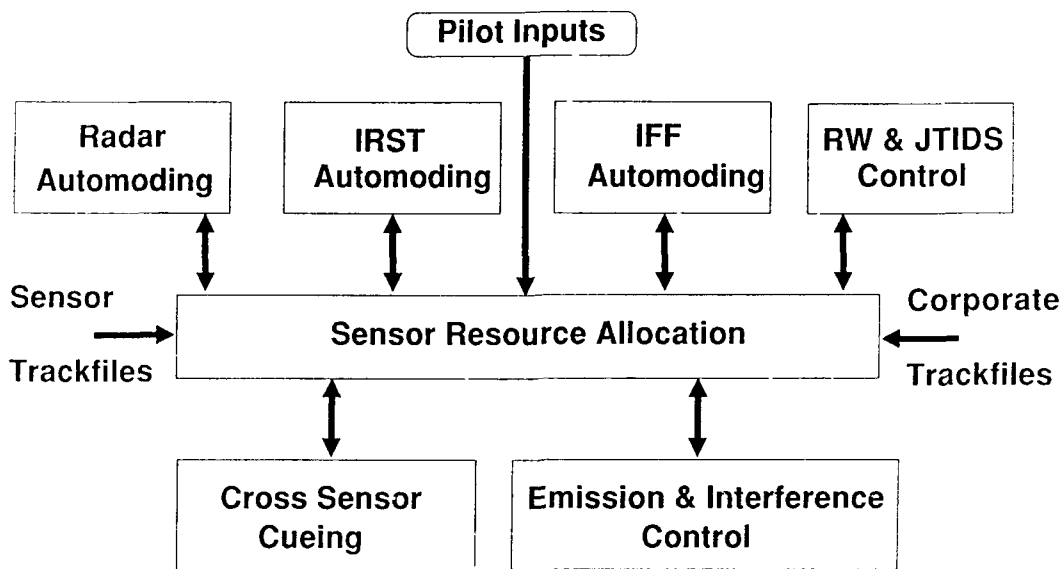 Pilot Inputs
Radar
Automoding
IRST
Automoding
IFF
Automoding
RW & JTIDS
Control
Sensor
Trackfiles
Sensor Resource Allocation
Corporate
Trackfiles
Cross Sensor
Cueing
Emission & Interference
Control